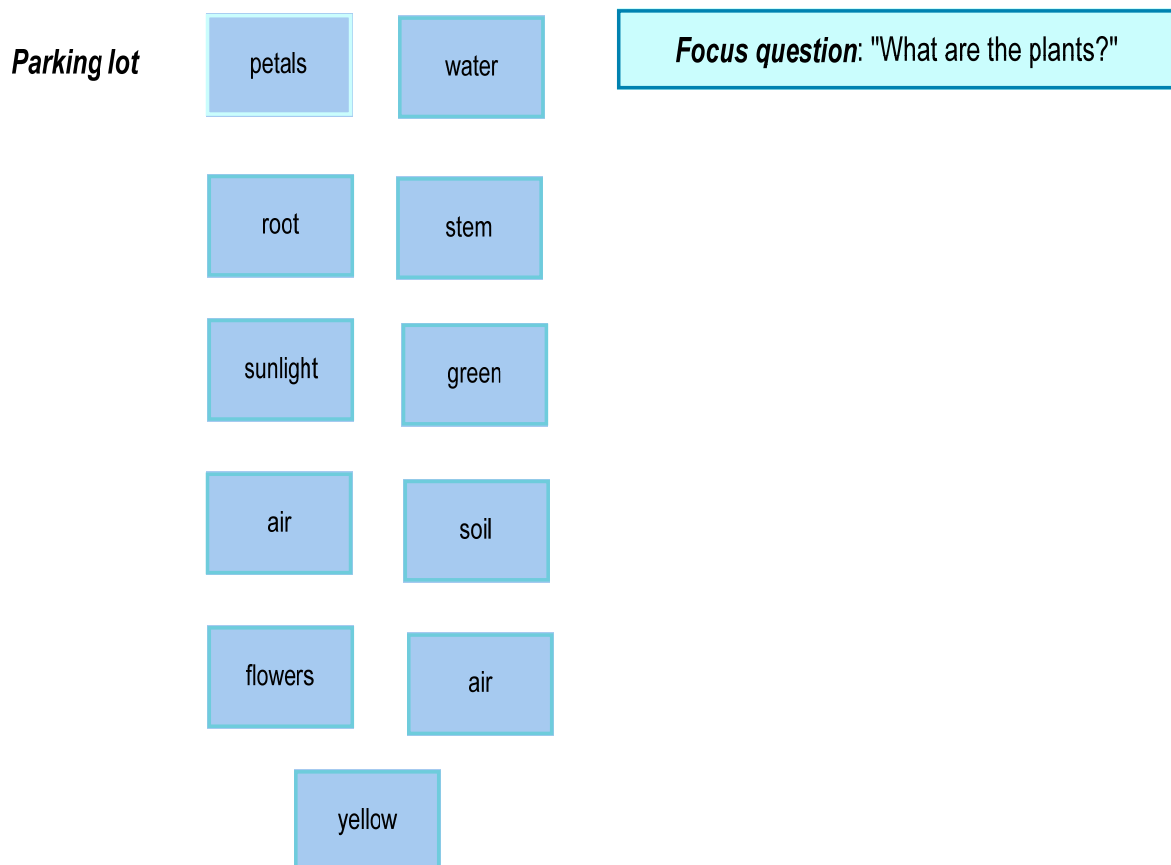 Parking lot
petals
water
Focus question: "What are the plants?"
root
stem
sunlight
green
air
soil
flowers
air
yellow